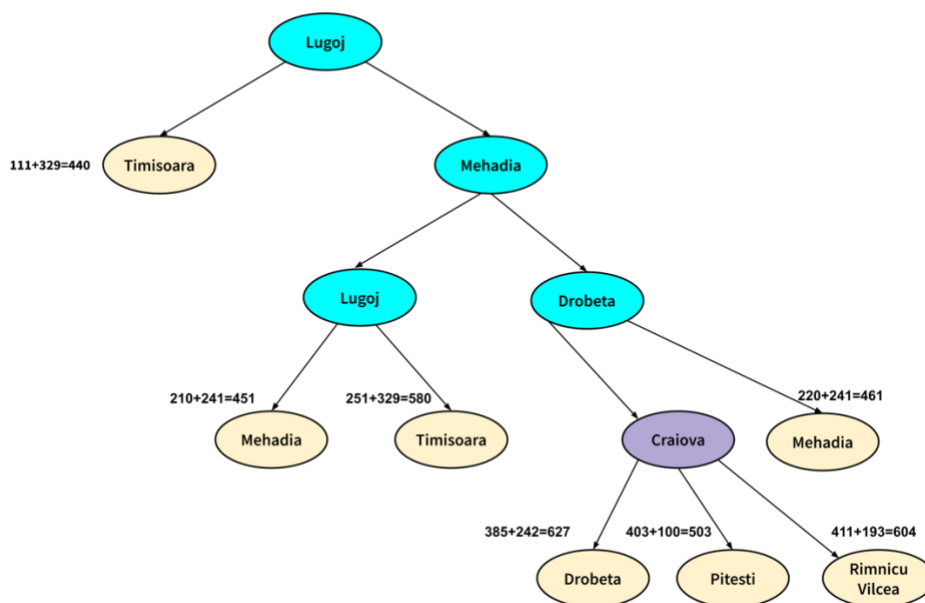 Lugoj
111+329=440
Timisoara
Mehadia
Lugoj
Drobeta
210+241=451
251+329=580
220+241=461
Mehadia
Timisoara
Craiova
Mehadia
385+242=627
403+100=503
411+193=604
Drobeta
Pitesti
Rimnicu
Vilcea